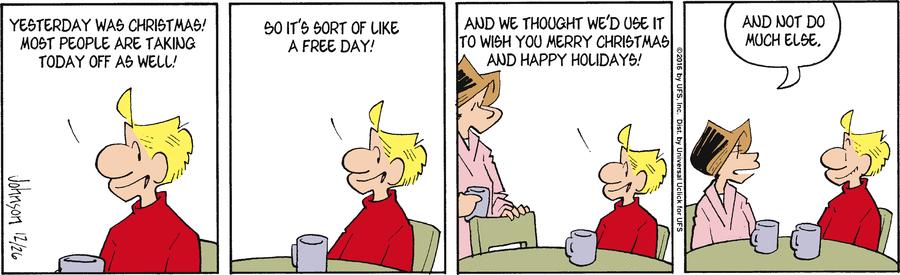 YESTERDAY WAS CHRISTMAS!
MOST PEOPLE ARE TAKING
TODAY OFF AS WELL!
Johnson 12/26
SO IT'S SORT OF LIKE
A FREE DAY!
AND WE THOUGHT WE'D USE IT
TO WISH YOU MERRY CHRISTMAS
AND HAPPY HOLIDAYS!
©2016 by UFS, Inc. Dist. by Universal Uclick for UFS
AND NOT DO
MUCH ELSE.